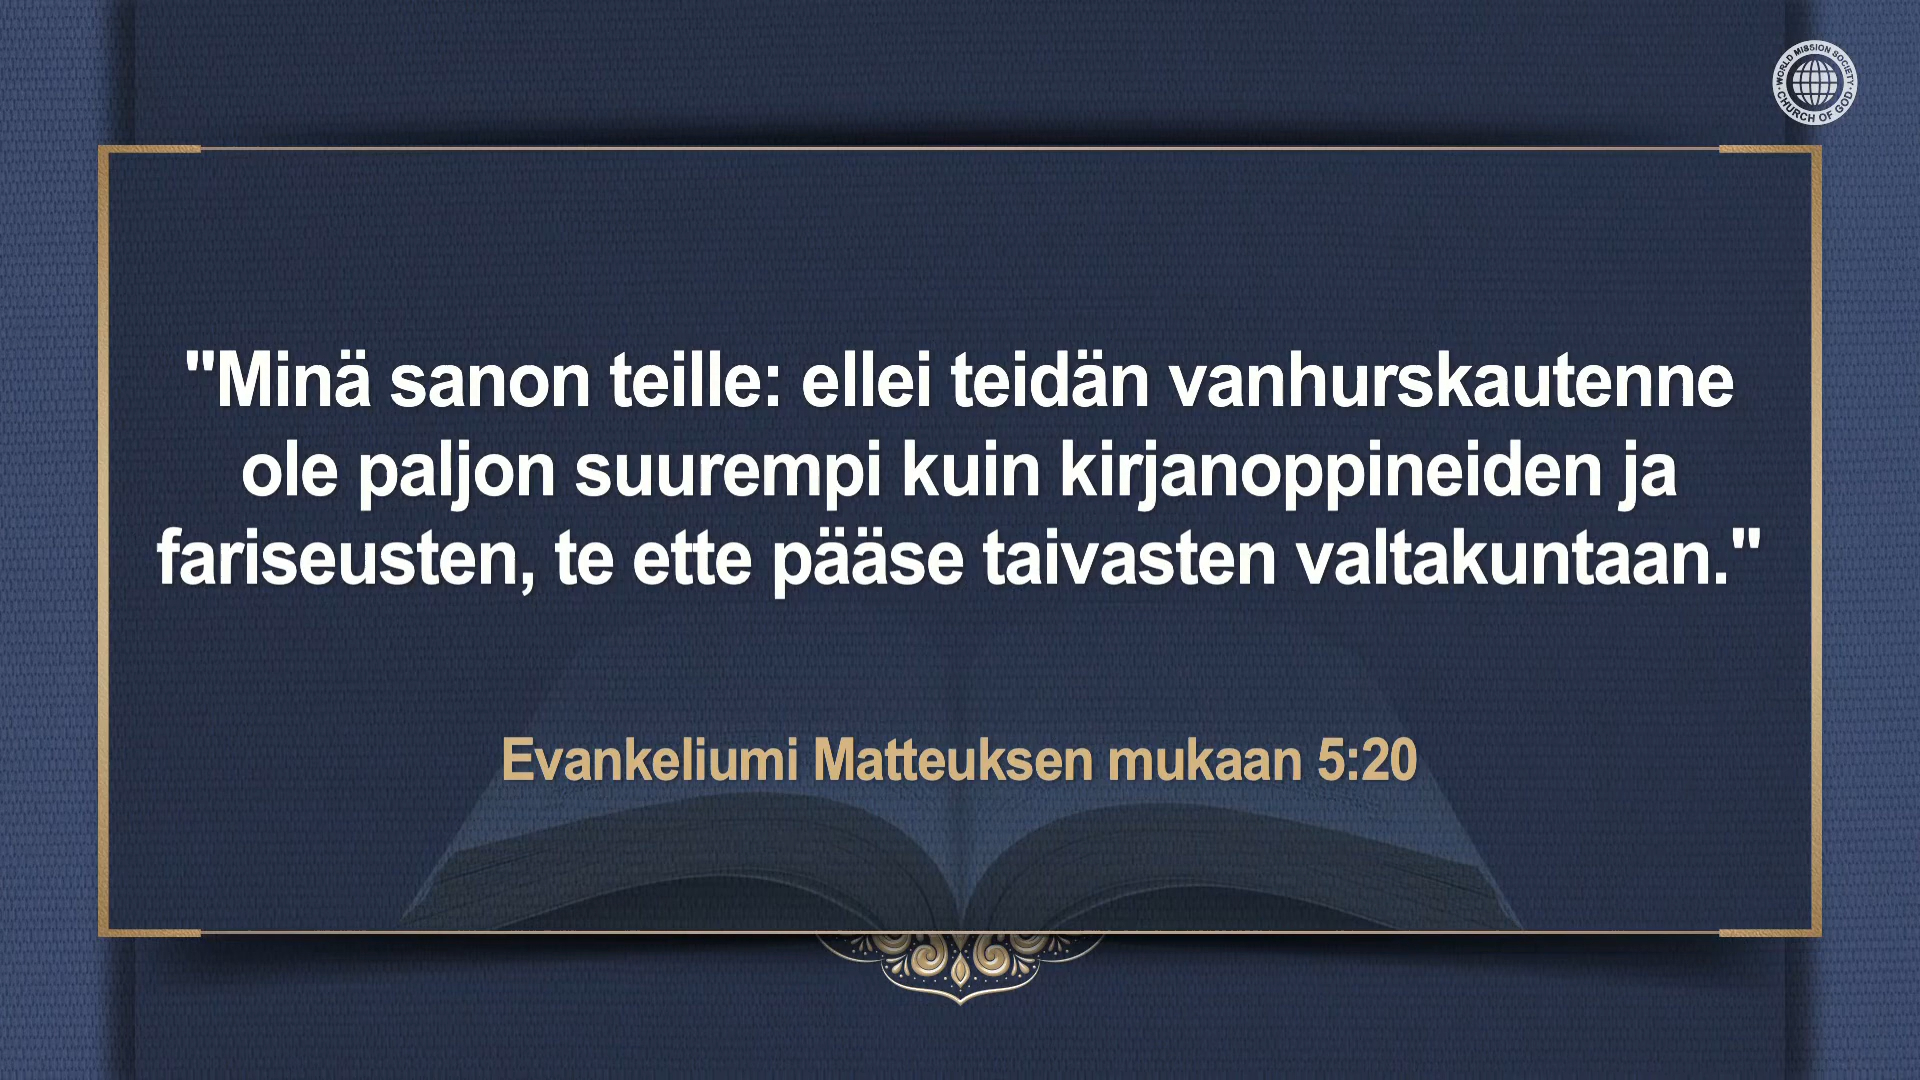 WORLD MISSION SOCIETY
CHURCH OF GOD
"Minä sanon teille: ellei teidän vanhurskautenne
ole paljon suurempi kuin kirjanoppineiden ja
fariseusten, te ette pääse taivasten valtakuntaan."
Evankeliumi Matteuksen mukaan 5:20